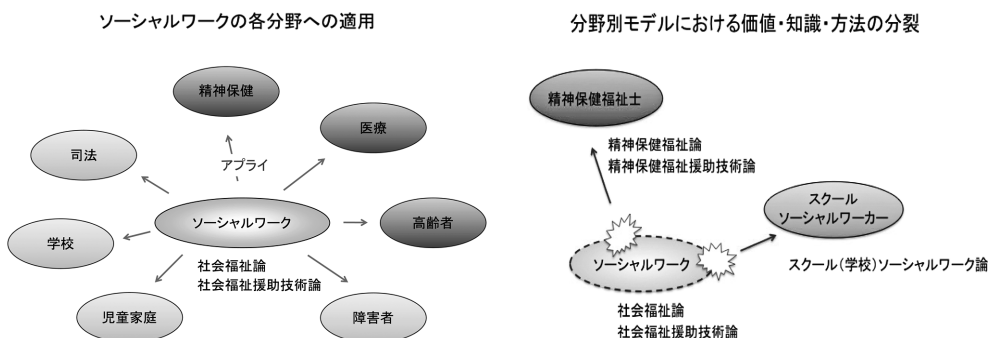 ソーシャルワークの各分野への適用
精神保健
医療
司法
アプライ
ソーシャルワーク
高齢者
学校
社会福祉論
社会福祉援助技術論
児童家庭
障害者
分野別モデルにおける価値・知識・方法の分裂
精神保健福祉士
精神保健福祉論
精神保健福祉援助技術論
スクール
ソーシャルワーカー
ソーシャルワーク
スクール(学校)ソーシャルワーク論
社会福祉論
社会福祉援助技術論